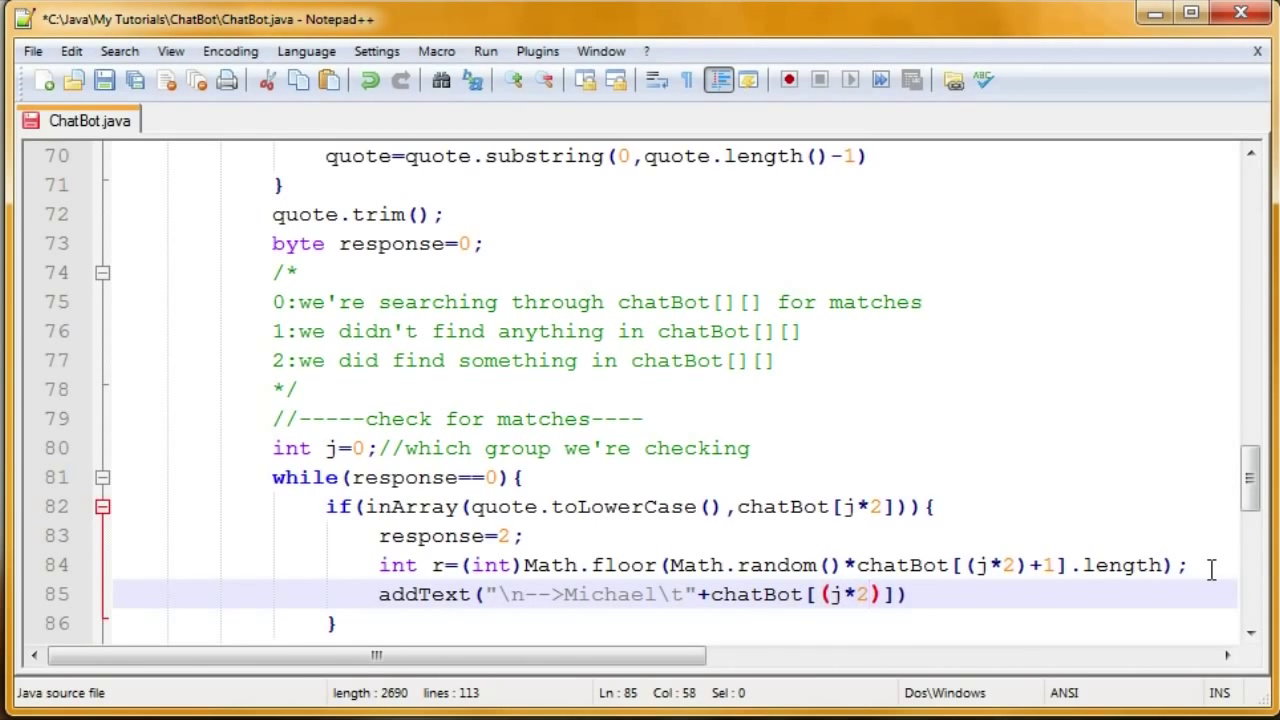 *C:\Java\My Tutorials\ChatBot\ChatBot.java - Notepad++
File Edit Search View Encoding Language Settings Macro Run Plugins Window ? X
ABC
ChatBot.java
70 quote=quote.substring(0,quote.length()-1)
71 }
72 quote.trim();
73 byte response=0;
74 /*
75 0:we're searching through chatBot[][] for matches
76 1:we didn't find anything in chatBot[][]
77 2:we did find something in chatBot[][]
78 */
79 //-----check for matches----
80 int j=0;//which group we're checking
81 while(response==0){
82 if(inArray(quote.toLowerCase(),chatBot[j*2])){
83 response=2;
84 int r=(int)Math.floor(Math.random()*chatBot[(j*2)+1].length);
85 addText("\n-->Michael\t"+chatBot[(j*2)])
86 }
Java source file length : 2690 lines : 113 Ln : 85 Col : 58 Sel : 0 Dos\Windows ANSI INS